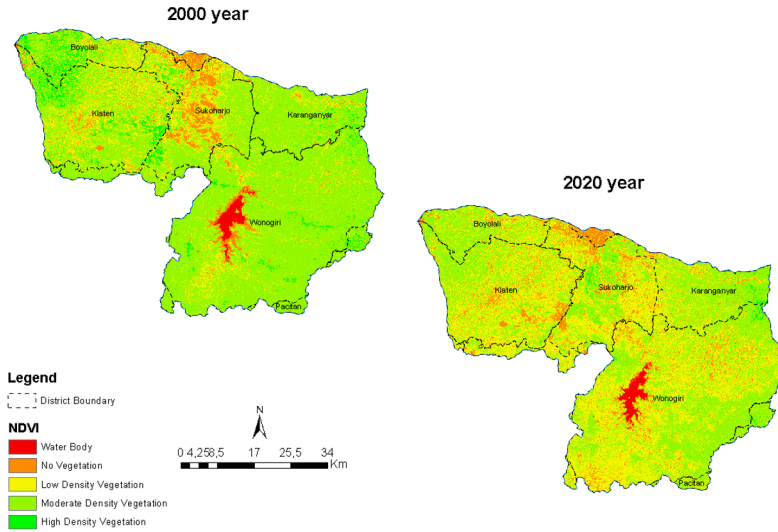 2000 year
Boyolali
Klaten
Sukoharjo
Karanganyar
Wonogiri
Pacitan
2020 year
Boyolali
Klaten
Sukoharjo
Karanganyar
Wonogiri
Pacitan
Legend
District Boundary
NDVI
Water Body
No Vegetation
Low Density Vegetation
Moderate Density Vegetation
High Density Vegetation
N
0 4,258,5 17 25,5 34
Km